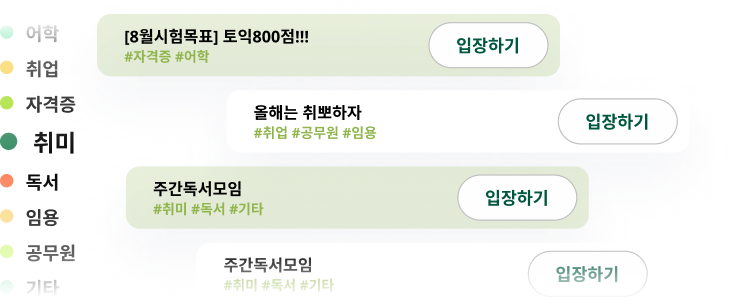 어학
취업
자격증
취미
독서
임용
공무원
기타
[8월시험목표] 토익800점!!!
#자격증 #어학
입장하기
올해는 취뽀하자
#취업 #공무원 #임용
입장하기
주간독서모임
#취미 #독서 #기타
입장하기
주간독서모임
#취미 #독서 #기타
입장하기